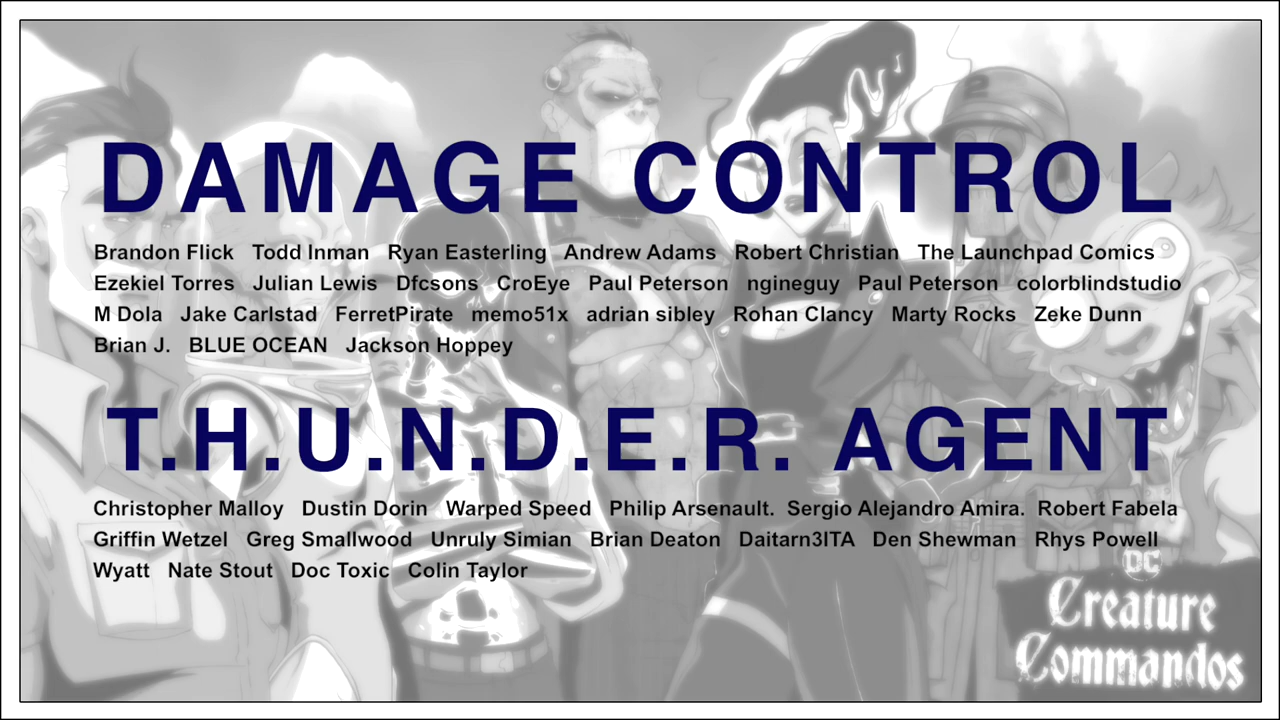 DAMAGE CONTROL
Brandon Flick Todd Inman Ryan Easterling Andrew Adams Robert Christian The Launchpad Comics
Ezekiel Torres Julian Lewis Dfcsons CroEye Paul Peterson ngineguy Paul Peterson colorblindstudio
M Dola Jake Carlstad FerretPirate memo51x adrian sibley Rohan Clancy Marty Rocks Zeke Dunn
Brian J. BLUE OCEAN Jackson Hoppey
T.H.U.N.D.E.R. AGENT
Christopher Malloy Dustin Dorin Warped Speed Philip Arsenault. Sergio Alejandro Amira. Robert Fabela
Griffin Wetzel Greg Smallwood Unruly Simian Brian Deaton Daitarn3ITA Den Shewman Rhys Powell
Wyatt Nate Stout Doc Toxic Colin Taylor
DC
Creature
Commandos